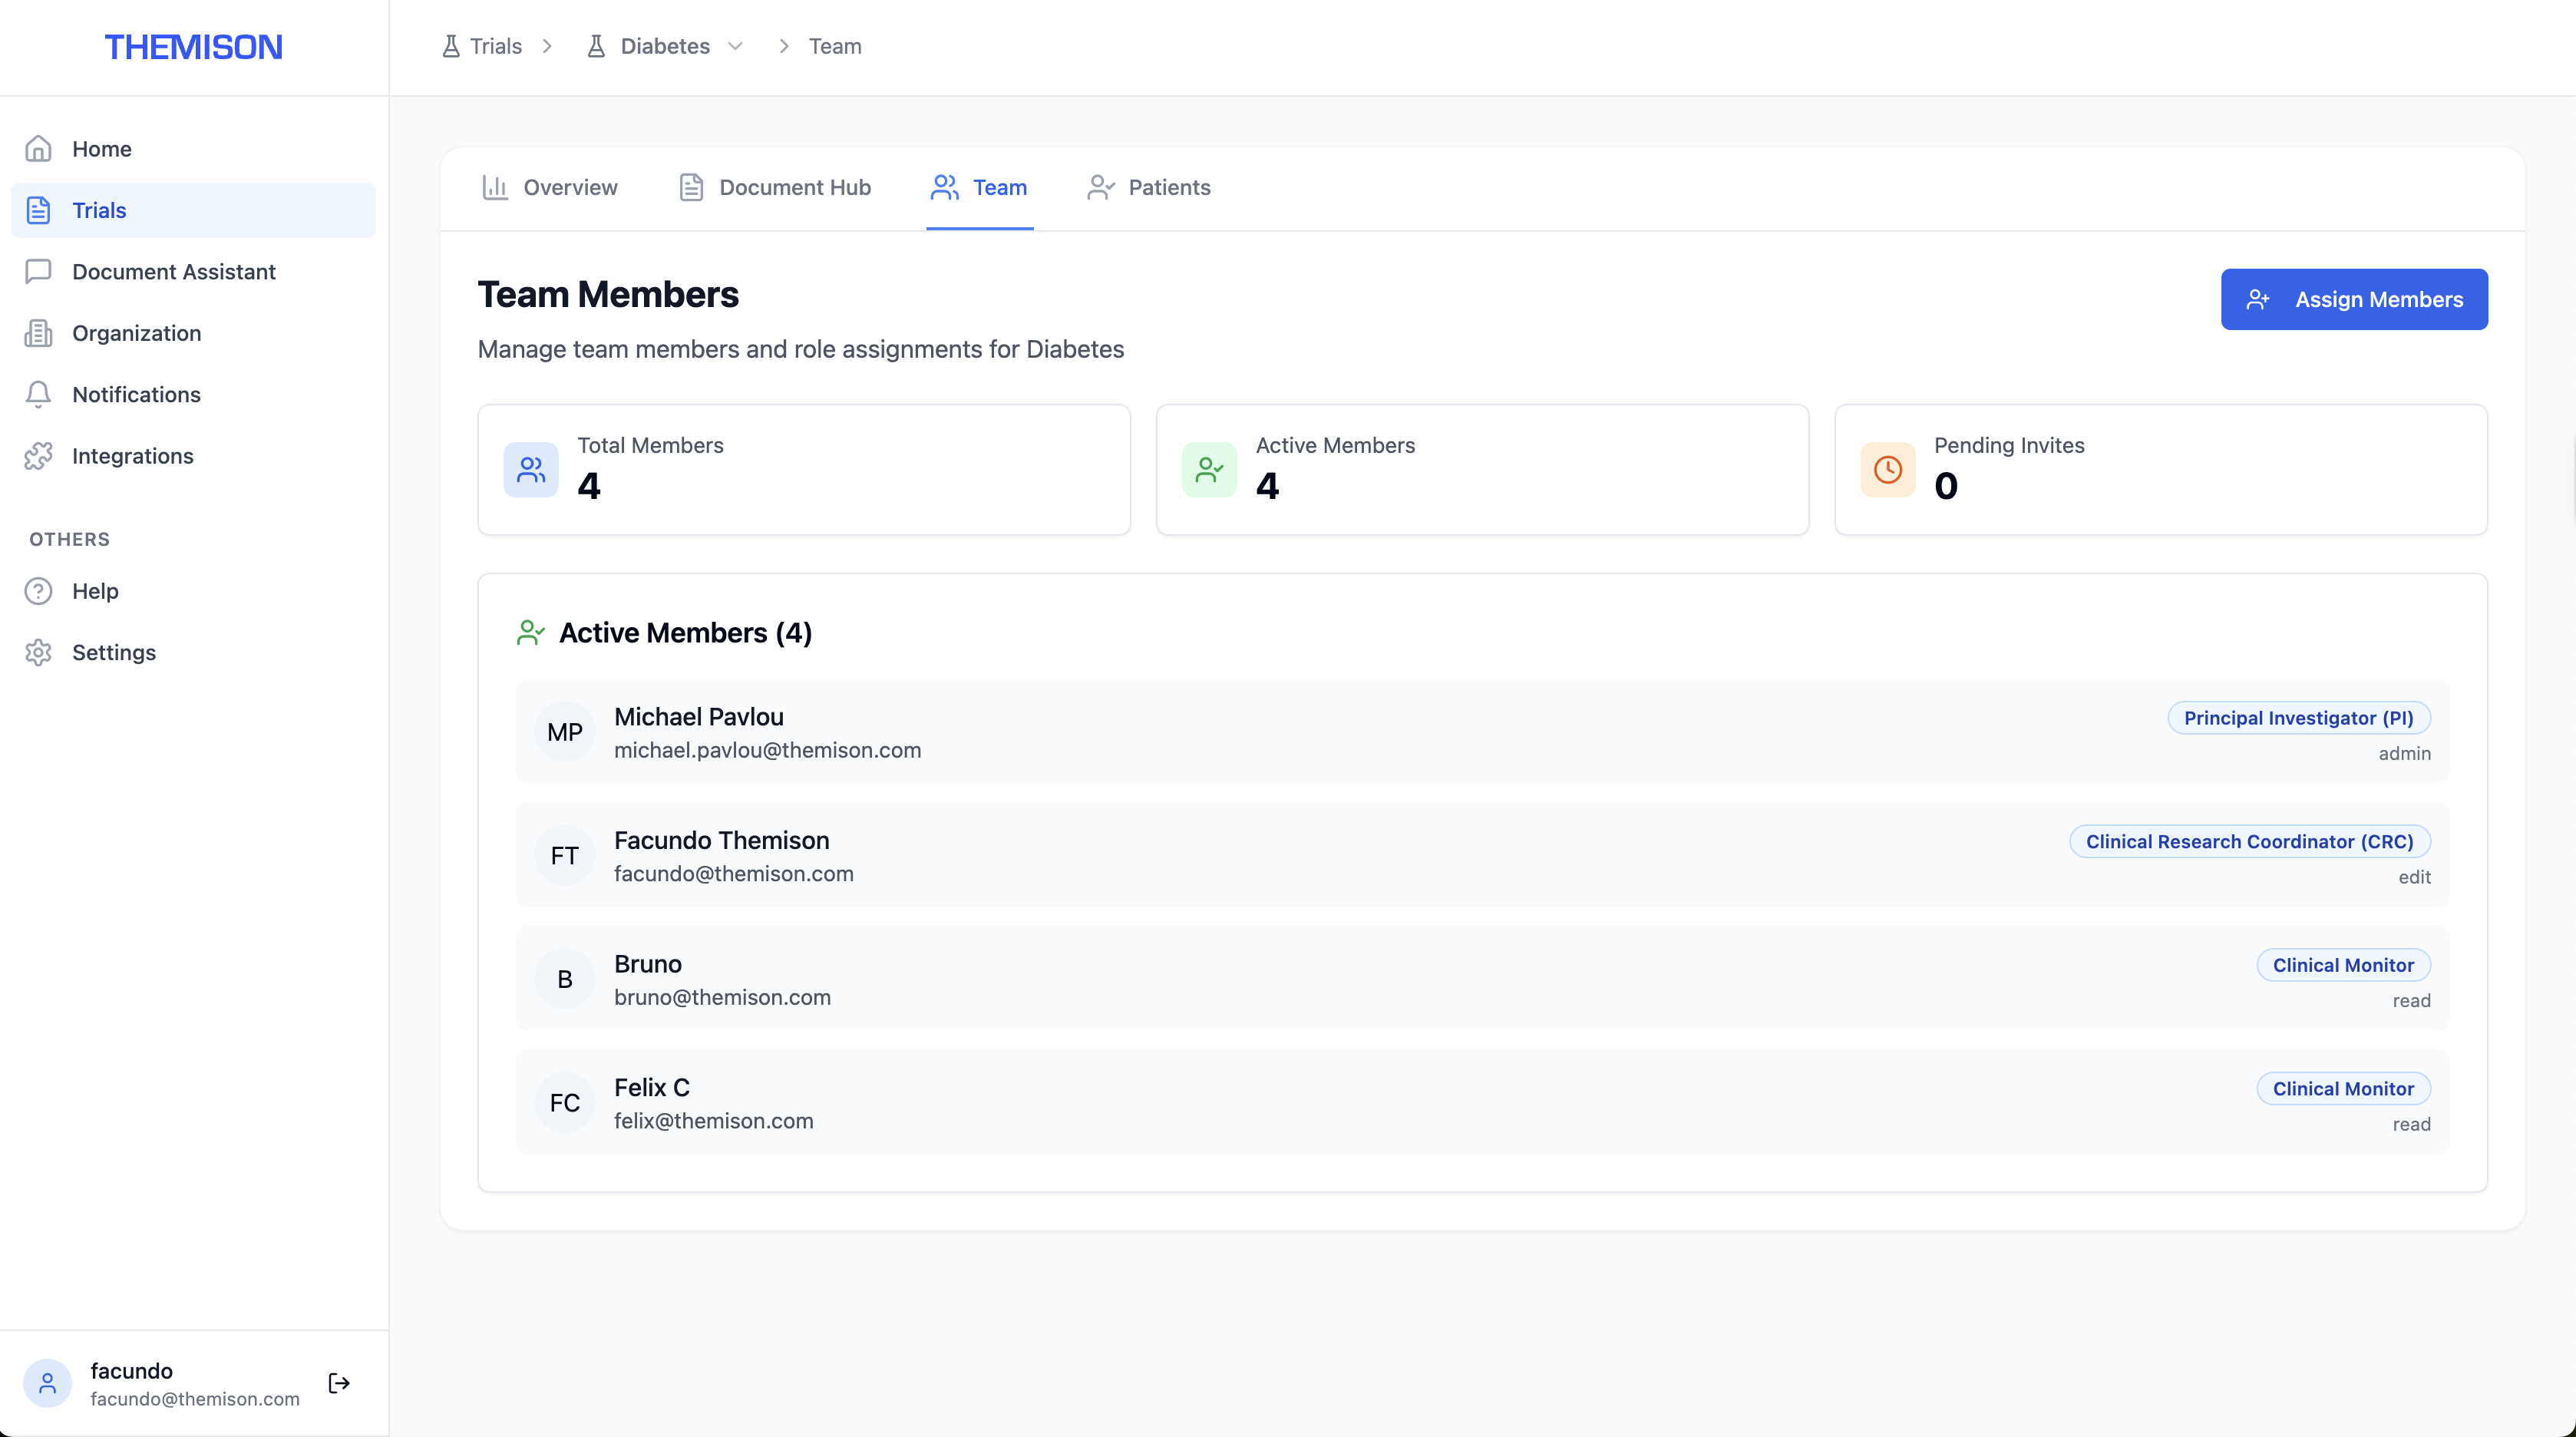 THEMISON
Trials
Diabetes
Team
Home
Trials
Document Assistant
Organization
Notifications
Integrations
OTHERS
Help
Settings
facundo
facundo@themison.com
Overview
Document Hub
Team
Patients
Team Members
Manage team members and role assignments for Diabetes
Assign Members
Total Members
4
Active Members
4
Pending Invites
0
Active Members (4)
MP
Michael Pavlou
michael.pavlou@themison.com
Principal Investigator (PI)
admin
FT
Facundo Themison
facundo@themison.com
Clinical Research Coordinator (CRC)
edit
B
Bruno
bruno@themison.com
Clinical Monitor
read
FC
Felix C
felix@themison.com
Clinical Monitor
read